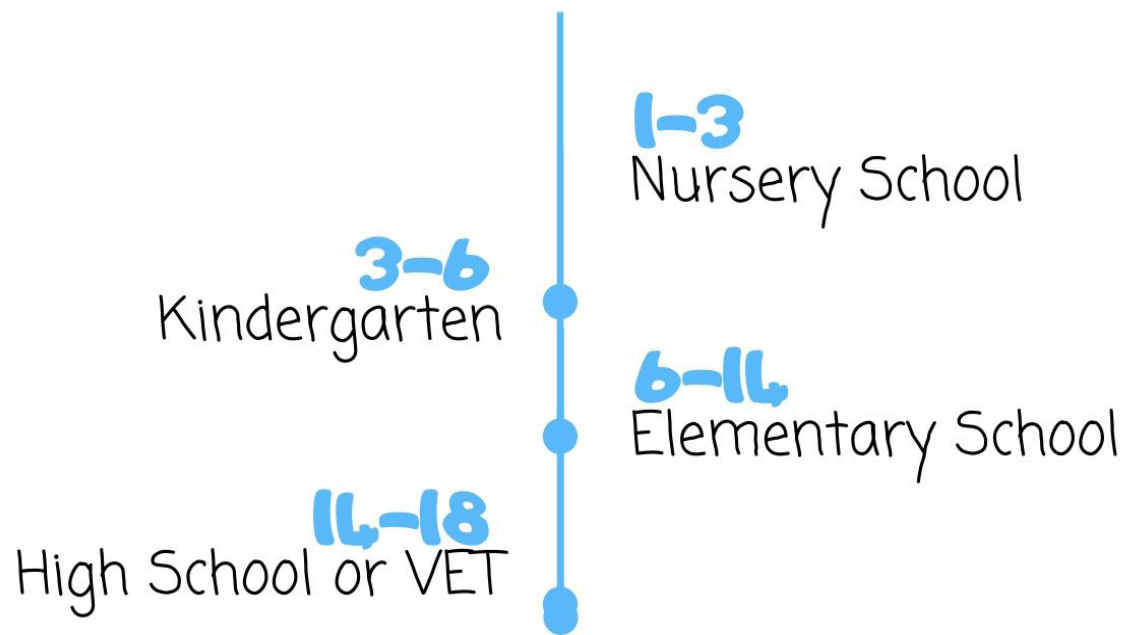 1-3
Nursery School
3-6
Kindergarten
6-14
Elementary School
14-18
High School or VET